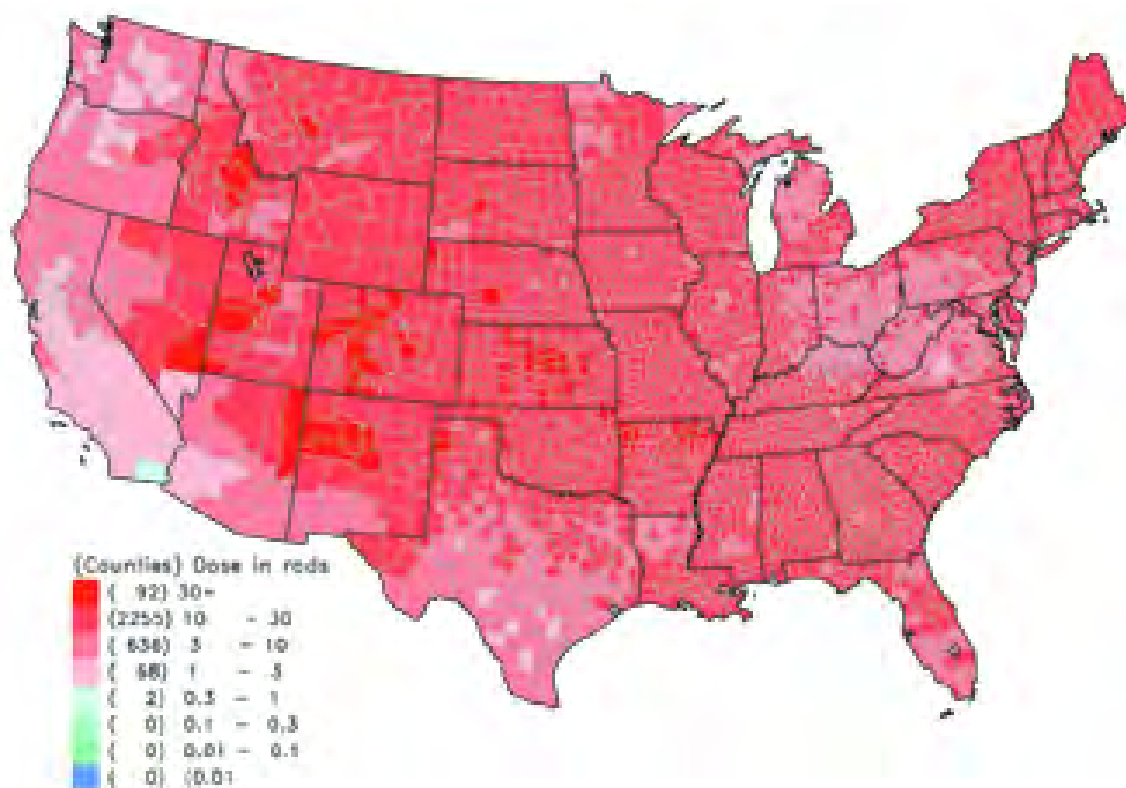 (Counties) Dose in rads
( 92) 30+
(2255) 10 - 30
( 636) 3 - 10
( 68) 1 - 3
( 2) 0.3 - 1
( 0) 0.1 - 0.3
( 0) 0.01 - 0.1
( 0) <0.01